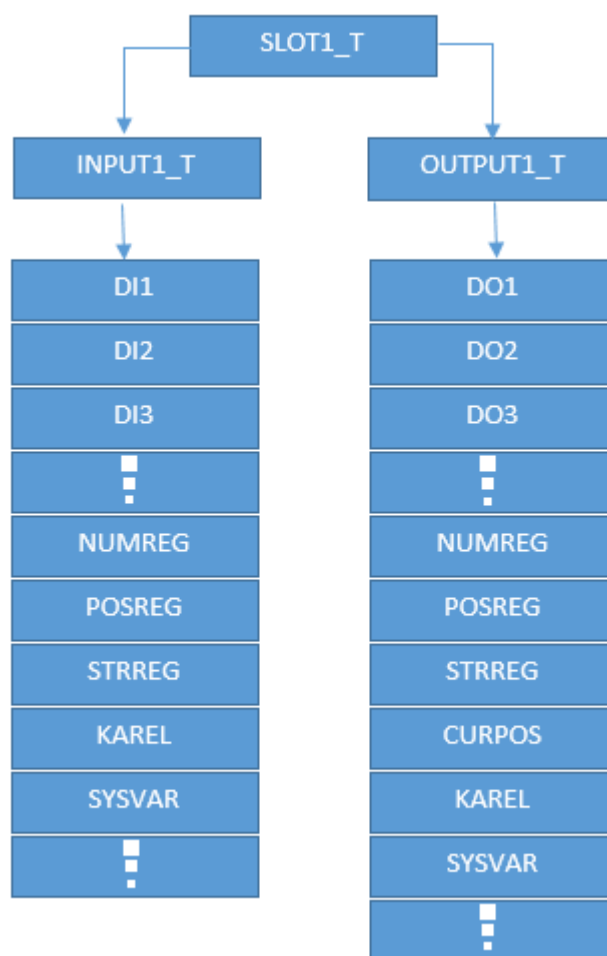 SLOT1_T
INPUT1_T
OUTPUT1_T
DI1
DI2
DI3
NUMREG
POSREG
STRREG
KAREL
SYSVAR
DO1
DO2
DO3
NUMREG
POSREG
STRREG
CURPOS
KAREL
SYSVAR